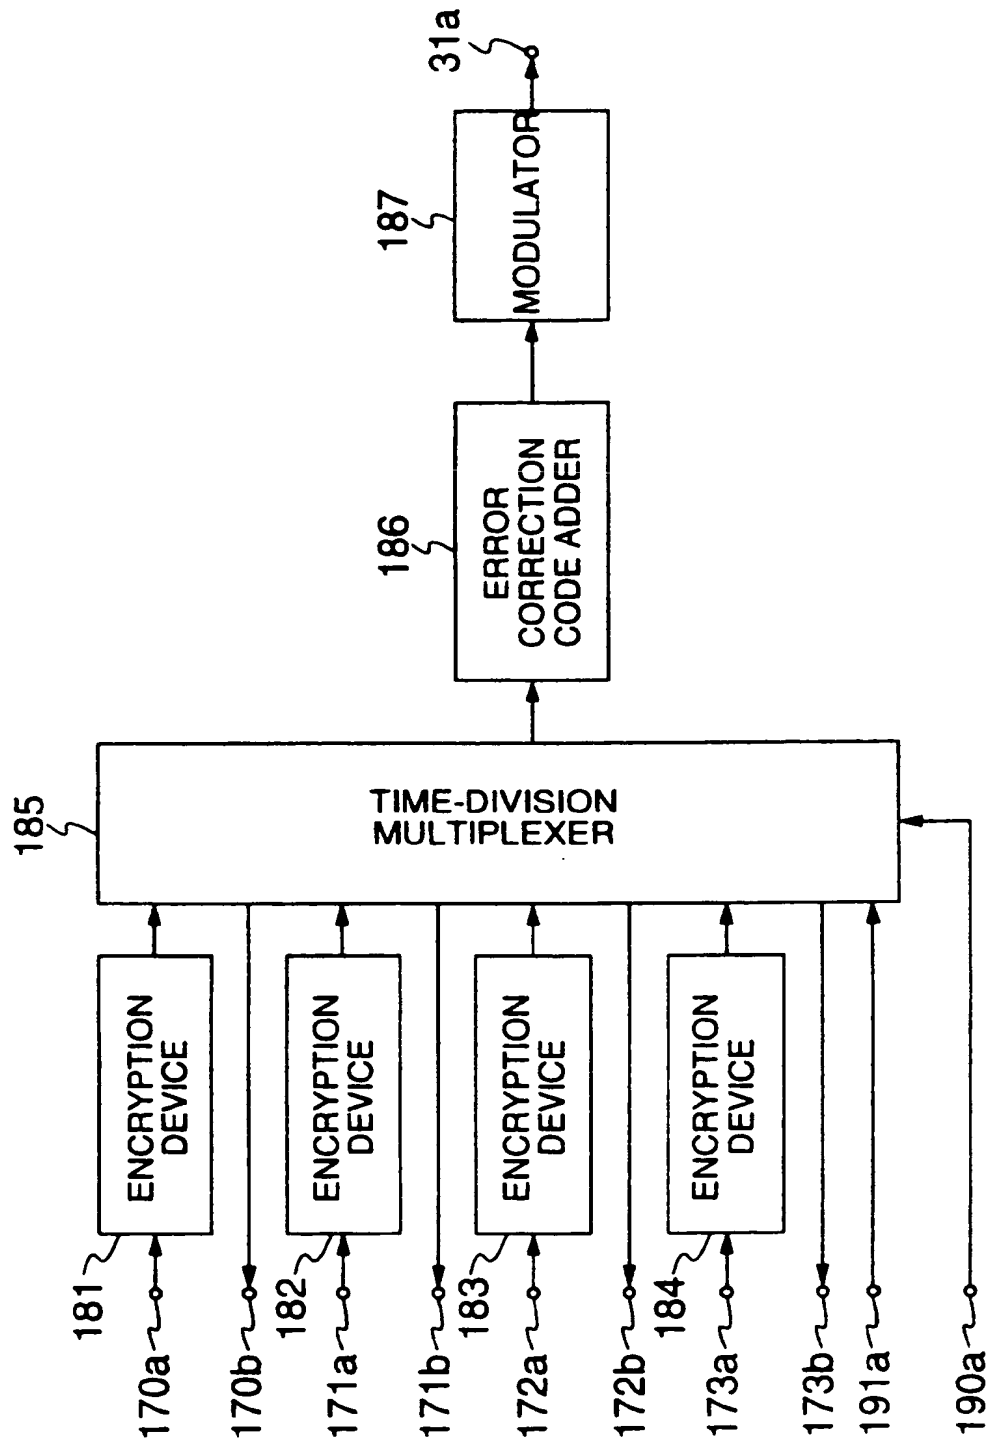 181
170a
170b
ENCRYPTION
DEVICE
182
171a
171b
ENCRYPTION
DEVICE
183
172a
172b
ENCRYPTION
DEVICE
184
173a
173b
ENCRYPTION
DEVICE
191a
190a
185
TIME-DIVISION
MULTIPLEXER
186
ERROR
CORRECTION
CODE ADDER
187
MODULATOR
31a